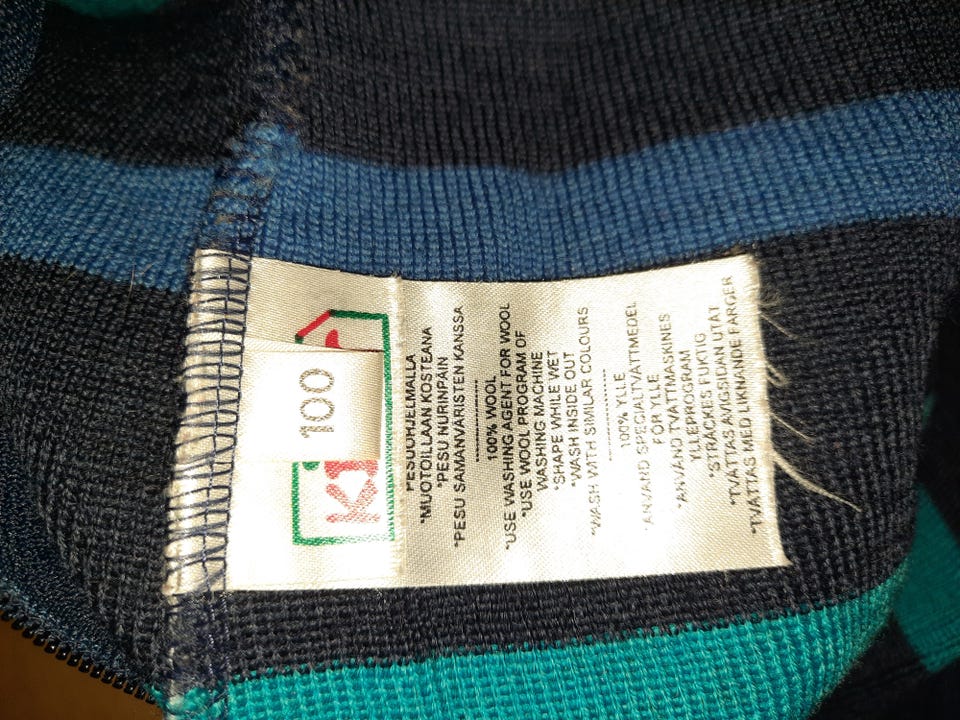 100
PESUOHJELMALLA
*MUOTOILLAAN KOSTEANA
*PESU NURINPÄIN
*PESU SAMANVÄRISTEN KANSSA
----------
100% WOOL
*USE WASHING AGENT FOR WOOL
*USE WOOL PROGRAM OF
WASHING MACHINE
*SHAPE WHILE WET
*WASH INSIDE OUT
*WASH WITH SIMILAR COLOURS
----------
100% YLLE
*ANVÄND SPECIALTVÄTTMEDEL
FÖR YLLE
*ANVÄND TVÄTTMASKINES
YLLEPROGRAM
*STRÄCKES FUKTIG
*TVÄTTAS AVIGSIDAN UTÅT
*TVÄTTAS MED LIKNANDE FÄRGER